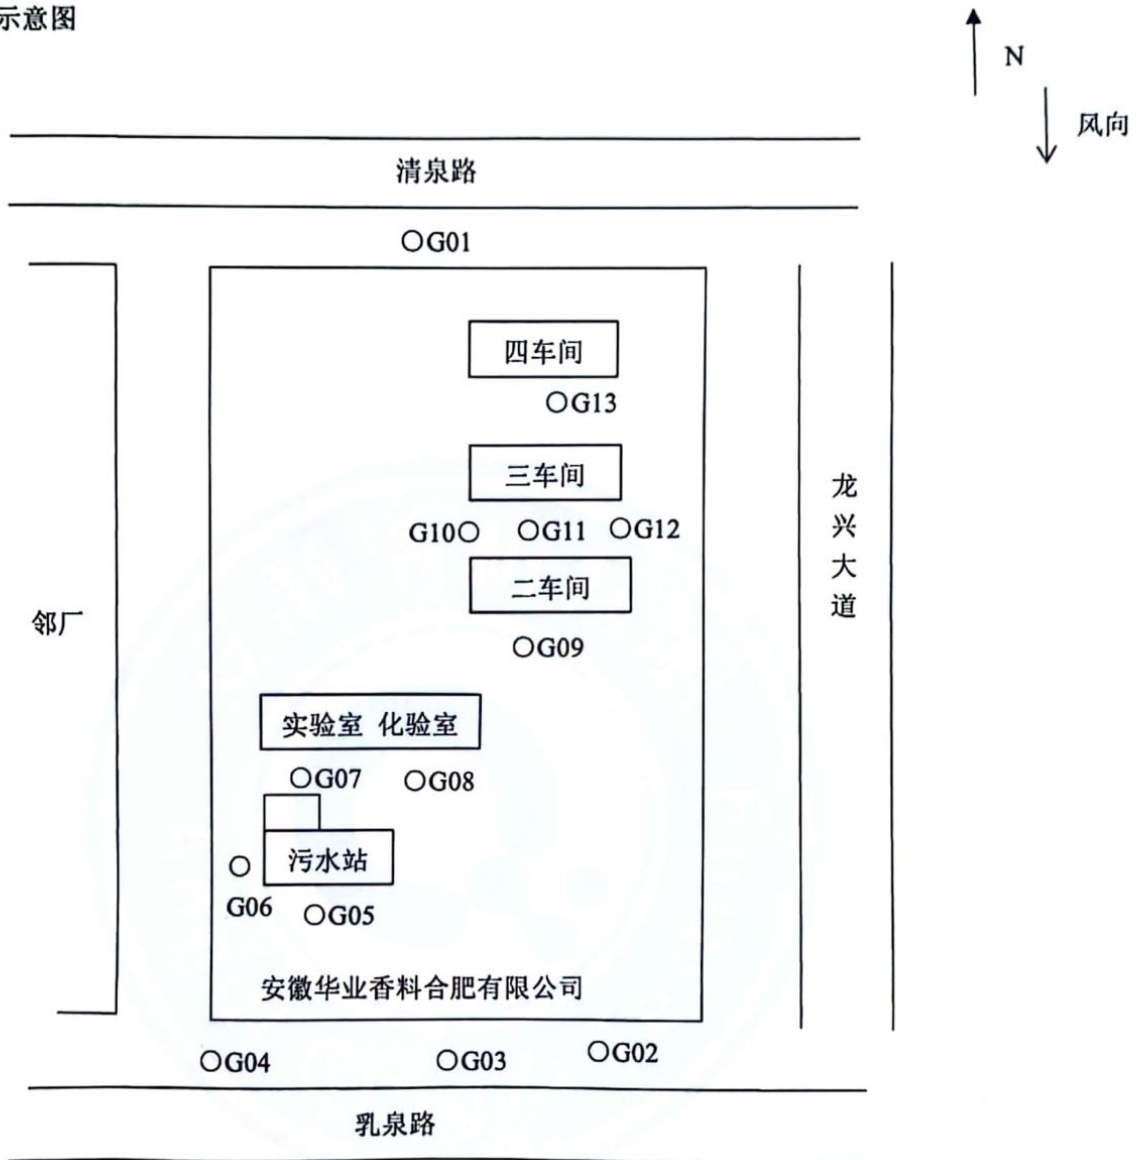 示意图
N
风向
清泉路
G01
四车间
G13
三车间
G10 G11 G12
二车间
龙兴大道
邻厂
G09
实验室 化验室
G07 G08
污水站
G06
G05
安徽华业香料合肥有限公司
G04 G03 G02
乳泉路